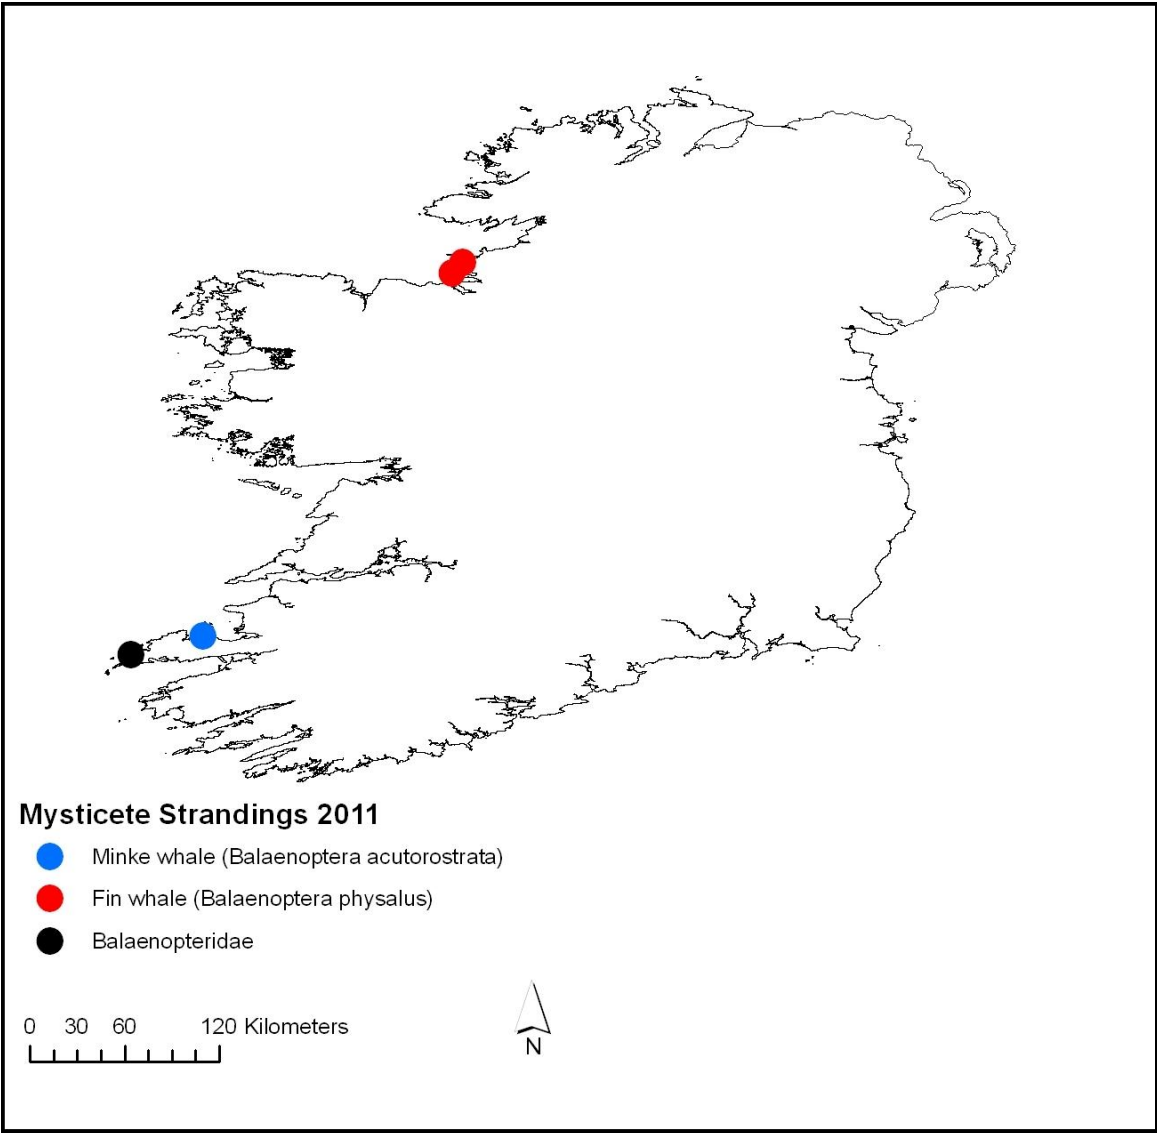 Mysticete Strandings 2011
Minke whale (Balaenoptera acutorostrata)
Fin whale (Balaenoptera physalus)
Balaenopteridae
0 30 60 120 Kilometers
N